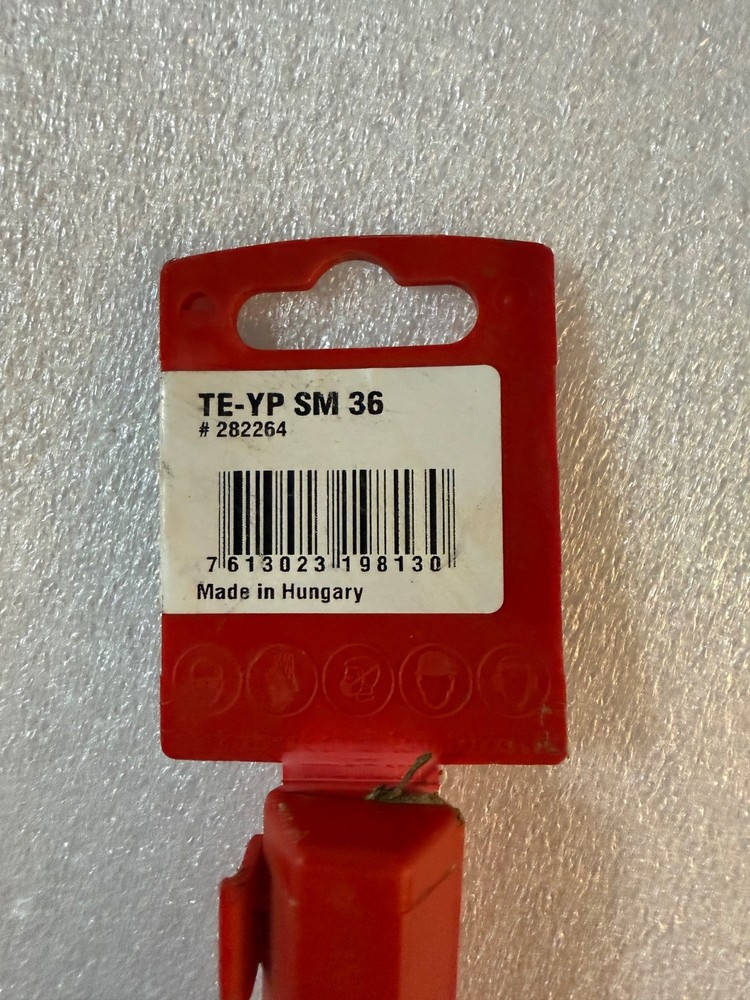 TE-YP SM 36
# 282264
7 613023 198130
Made in Hungary